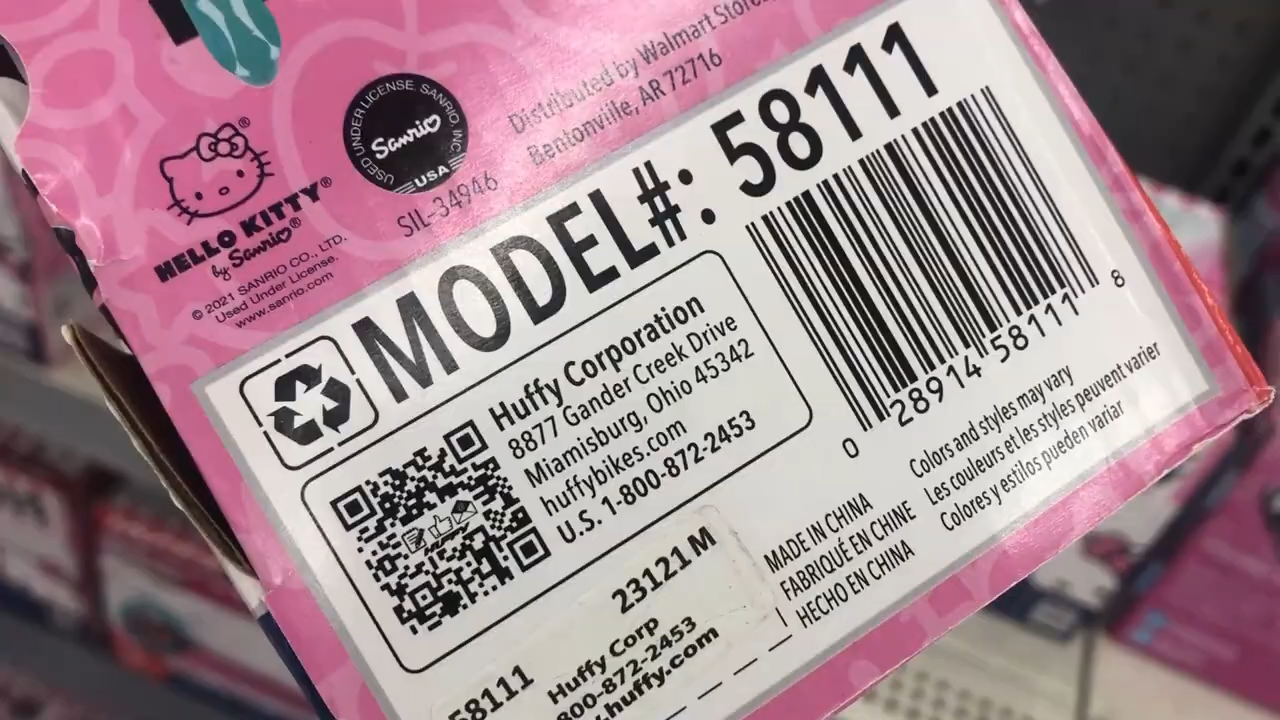 USED UNDER LICENSE. SANRIO, INC.
Sanrio
USA
SIL-34946
Distributed by Walmart Stores,
Bentonville, AR 72716
HELLO KITTY®
by Sanrio®
© 2021 SANRIO CO., LTD.
Used Under License.
www.sanrio.com
MODEL#: 58111
Huffy Corporation
8877 Gander Creek Drive
Miamisburg, Ohio 45342
huffybikes.com
U.S. 1-800-872-2453
0 28914 58111 8
Colors and styles may vary
Les couleurs et les styles peuvent varier
Colores y estilos pueden variar
MADE IN CHINA
FABRIQUÉ EN CHINE
HECHO EN CHINA
23121 M
58111
Huffy Corp
800-872-2453
.huffy.com